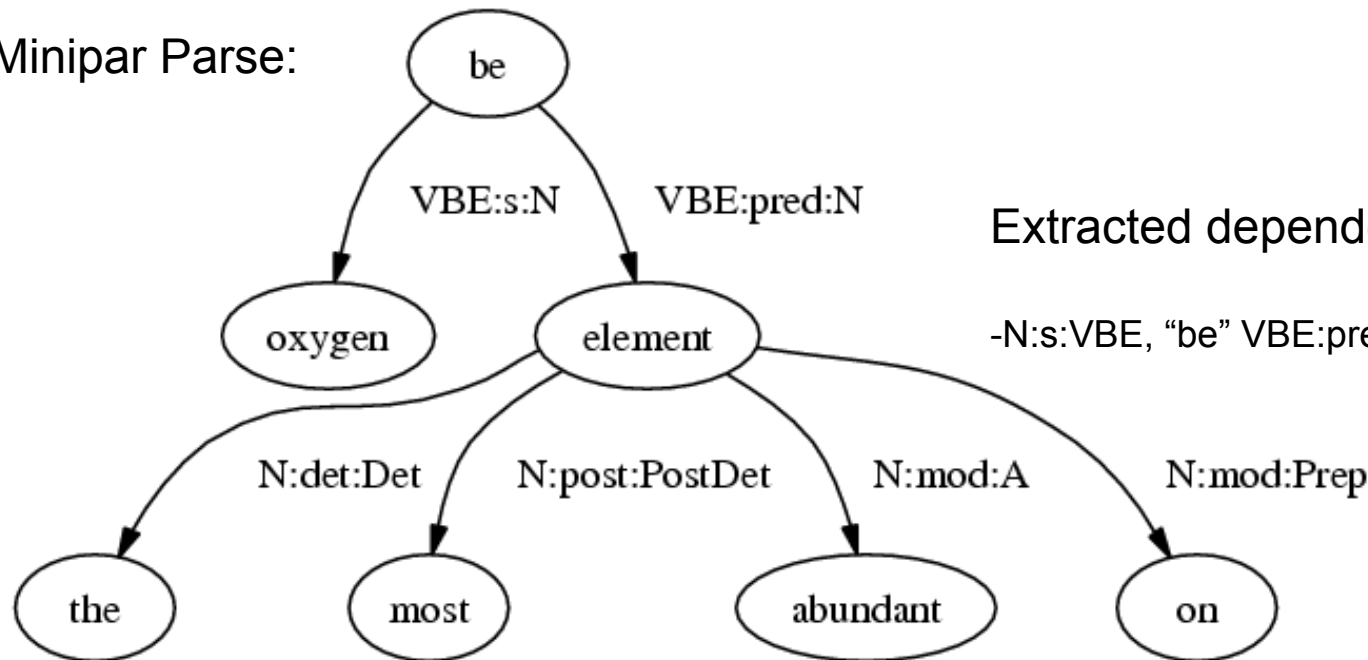 Minipar Parse:
be
VBE:s:N
VBE:pred:N
Extracted depend
oxygen
element
-N:s:VBE, “be” VBE:pre
N:det:Det
N:post:PostDet
N:mod:A
N:mod:Prep
the
most
abundant
on